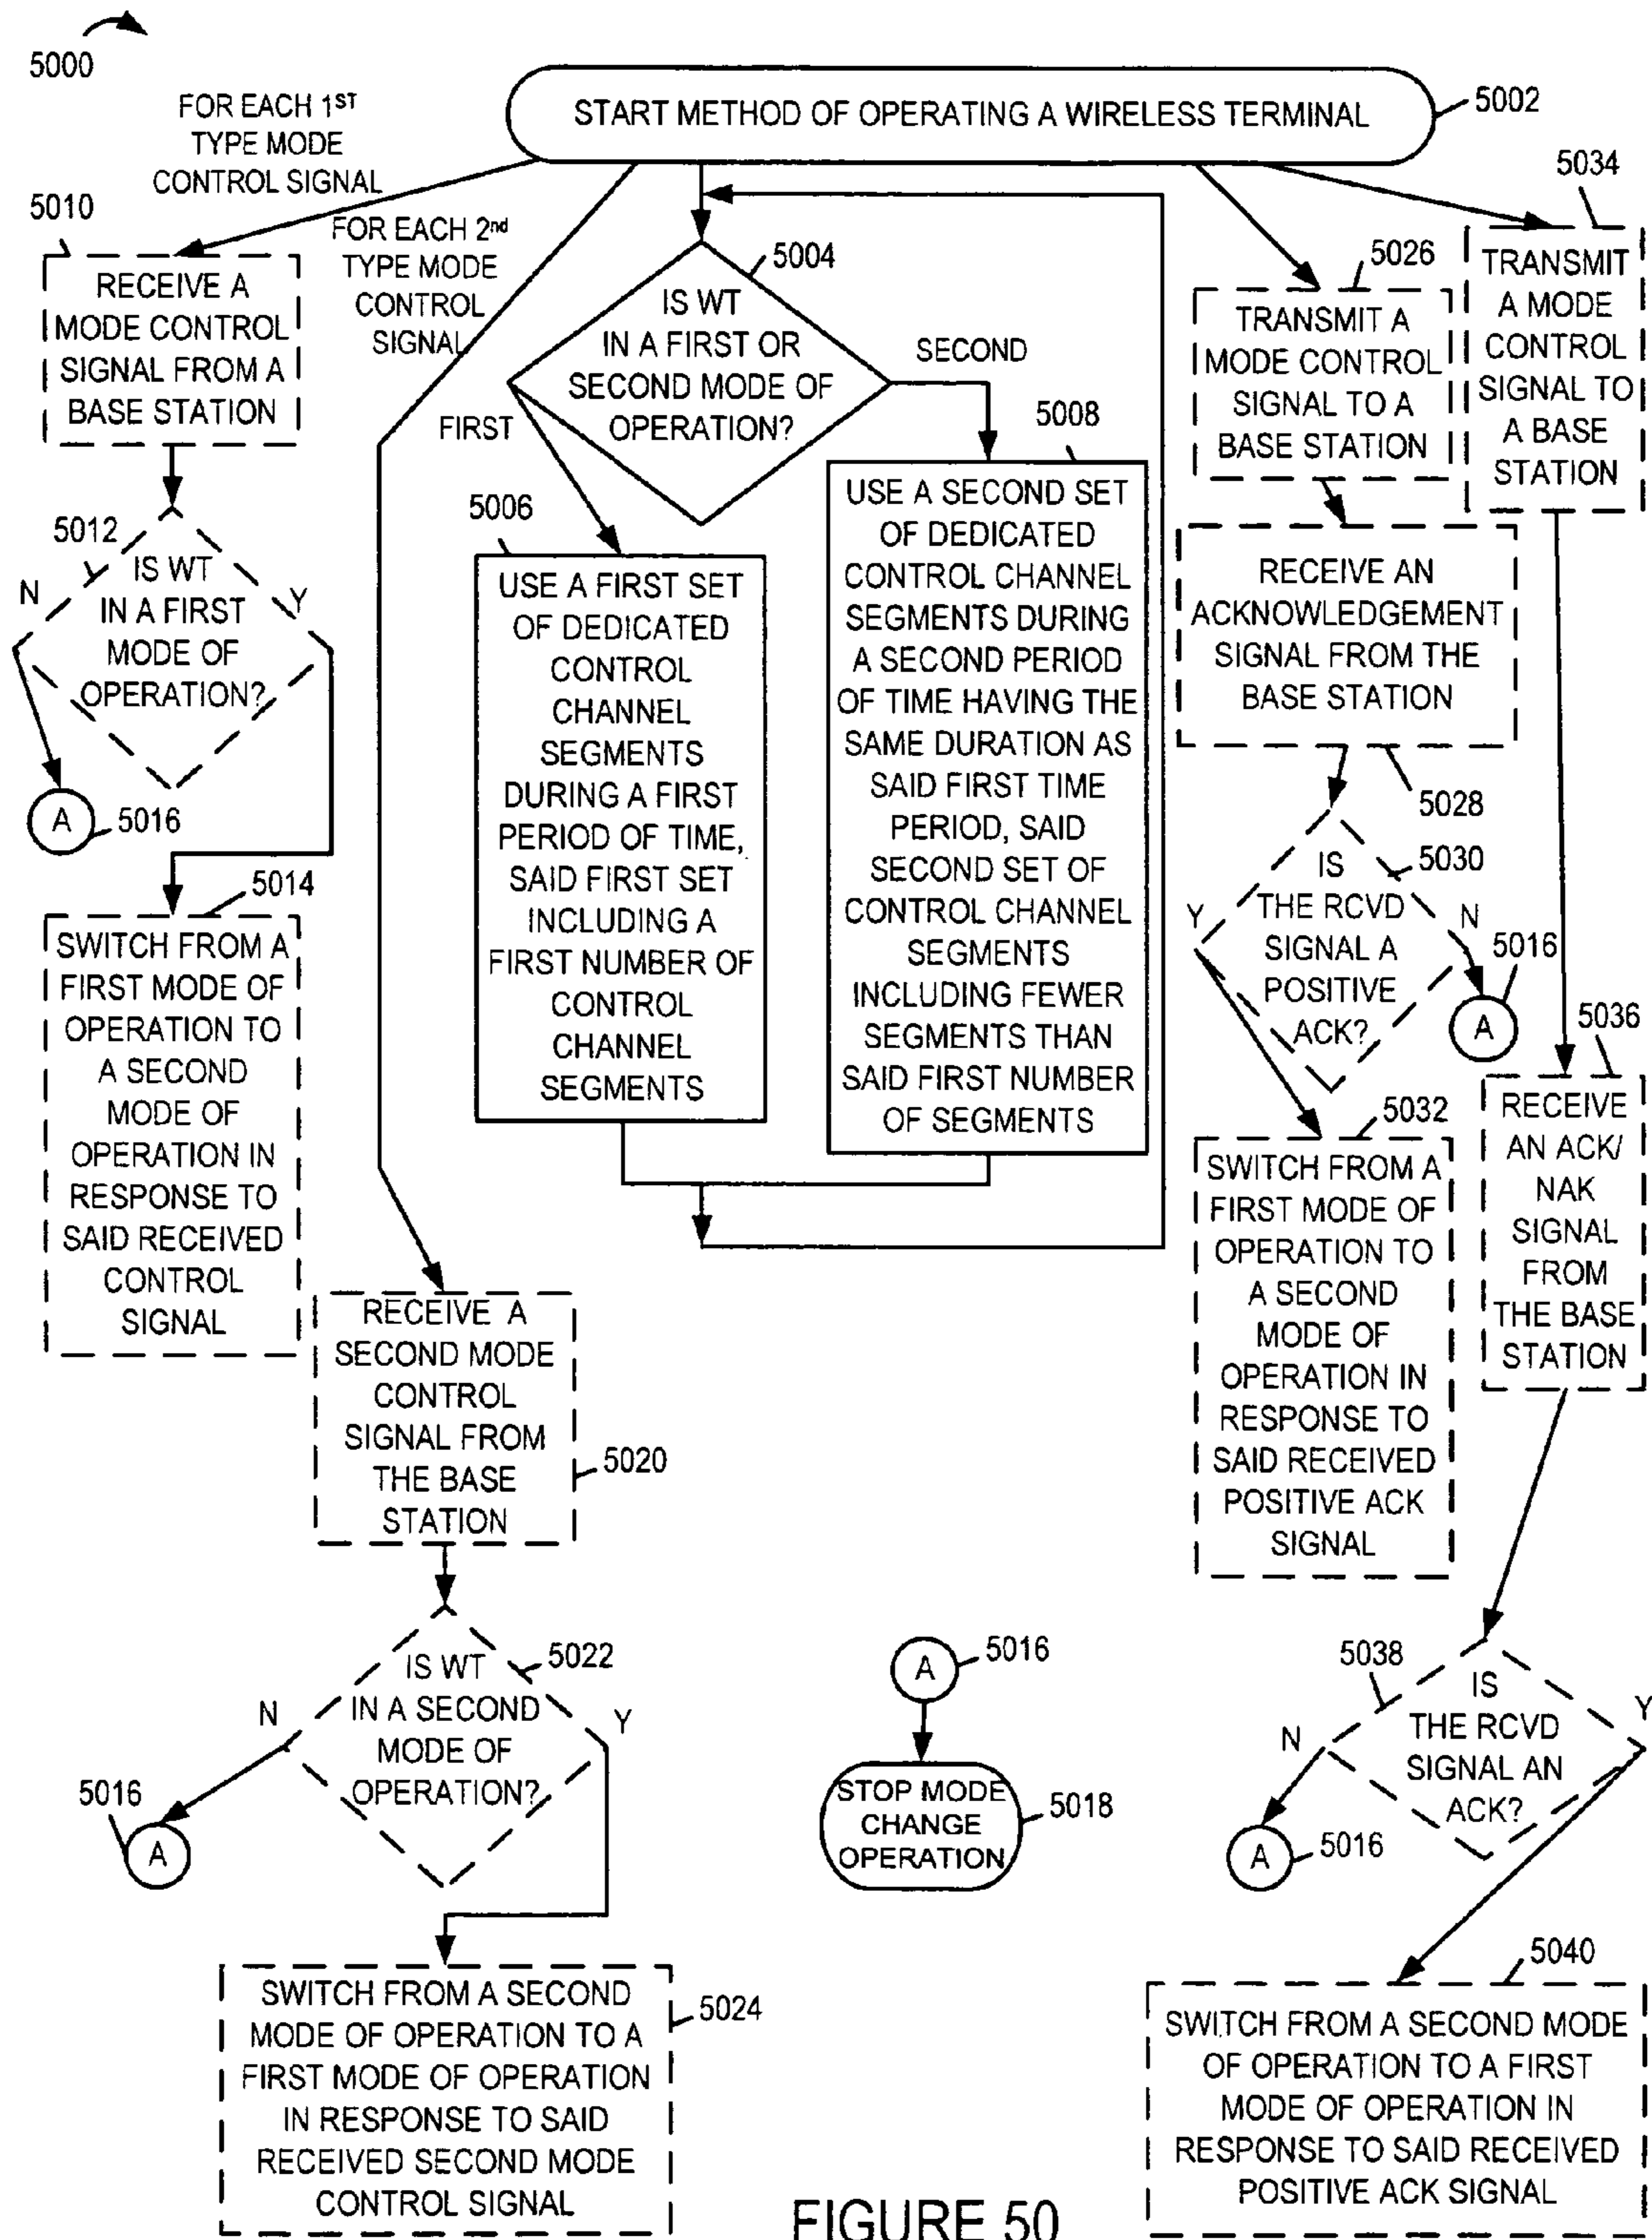 5000
START METHOD OF OPERATING A WIRELESS TERMINAL
5002
FOR EACH 1ST
TYPE MODE
CONTROL SIGNAL
5010
RECEIVE A
MODE CONTROL
SIGNAL FROM A
BASE STATION
5012
IS WT
IN A FIRST
MODE OF
OPERATION?
N
Y
A
5016
5014
SWITCH FROM A
FIRST MODE OF
OPERATION TO
A SECOND
MODE OF
OPERATION IN
RESPONSE TO
SAID RECEIVED
CONTROL
SIGNAL
FOR EACH 2nd
TYPE MODE
CONTROL
SIGNAL
5004
IS WT
IN A FIRST OR
SECOND MODE OF
OPERATION?
FIRST
SECOND
5006
USE A FIRST SET
OF DEDICATED
CONTROL
CHANNEL
SEGMENTS
DURING A FIRST
PERIOD OF TIME,
SAID FIRST SET
INCLUDING A
FIRST NUMBER OF
CONTROL
CHANNEL
SEGMENTS
5008
USE A SECOND SET
OF DEDICATED
CONTROL CHANNEL
SEGMENTS DURING
A SECOND PERIOD
OF TIME HAVING THE
SAME DURATION AS
SAID FIRST TIME
PERIOD, SAID
SECOND SET OF
CONTROL CHANNEL
SEGMENTS
INCLUDING FEWER
SEGMENTS THAN
SAID FIRST NUMBER
OF SEGMENTS
5026
TRANSMIT A
MODE CONTROL
SIGNAL TO A
BASE STATION
RECEIVE AN
ACKNOWLEDGEMENT
SIGNAL FROM THE
BASE STATION
5028
5030
IS
THE RCVD
SIGNAL A
POSITIVE
ACK?
Y
N
5016
A
5032
SWITCH FROM A
FIRST MODE OF
OPERATION TO
A SECOND
MODE OF
OPERATION IN
RESPONSE TO
SAID RECEIVED
POSITIVE ACK
SIGNAL
5034
TRANSMIT
A MODE
CONTROL
SIGNAL TO
A BASE
STATION
5036
RECEIVE
AN ACK/
NAK
SIGNAL
FROM
THE BASE
STATION
RECEIVE A
SECOND MODE
CONTROL
SIGNAL FROM
THE BASE
STATION
5020
IS WT
IN A SECOND
MODE OF
OPERATION?
5022
N
Y
5016
A
SWITCH FROM A SECOND
MODE OF OPERATION TO A
FIRST MODE OF OPERATION
IN RESPONSE TO SAID
RECEIVED SECOND MODE
CONTROL SIGNAL
5024
A
5016
STOP MODE
CHANGE
OPERATION
5018
5038
IS
THE RCVD
SIGNAL AN
ACK?
N
Y
A
5016
5040
SWITCH FROM A SECOND MODE
OF OPERATION TO A FIRST
MODE OF OPERATION IN
RESPONSE TO SAID RECEIVED
POSITIVE ACK SIGNAL
FIGURE 50